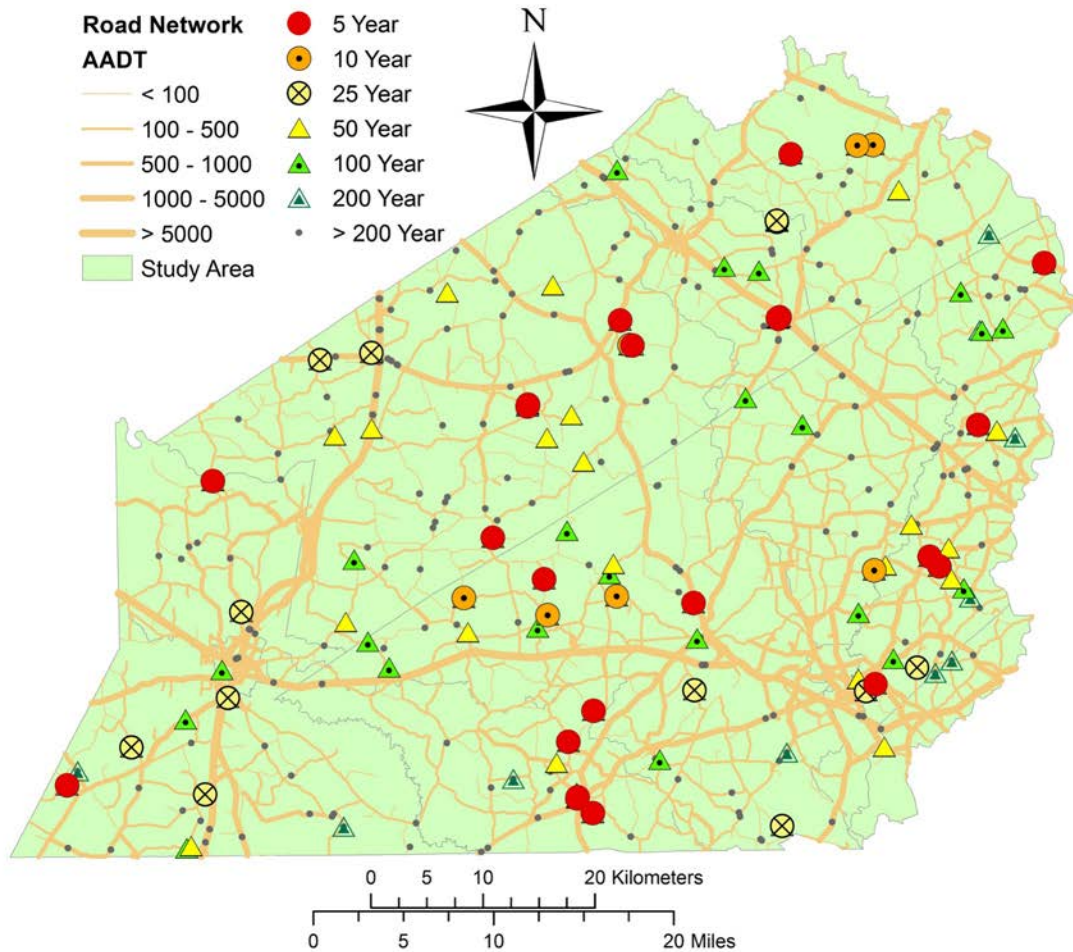 Road Network
AADT
< 100
100 - 500
500 - 1000
1000 - 5000
> 5000
Study Area
5 Year
10 Year
25 Year
50 Year
100 Year
200 Year
> 200 Year
N
0 5 10 20 Kilometers
0 5 10 20 Miles